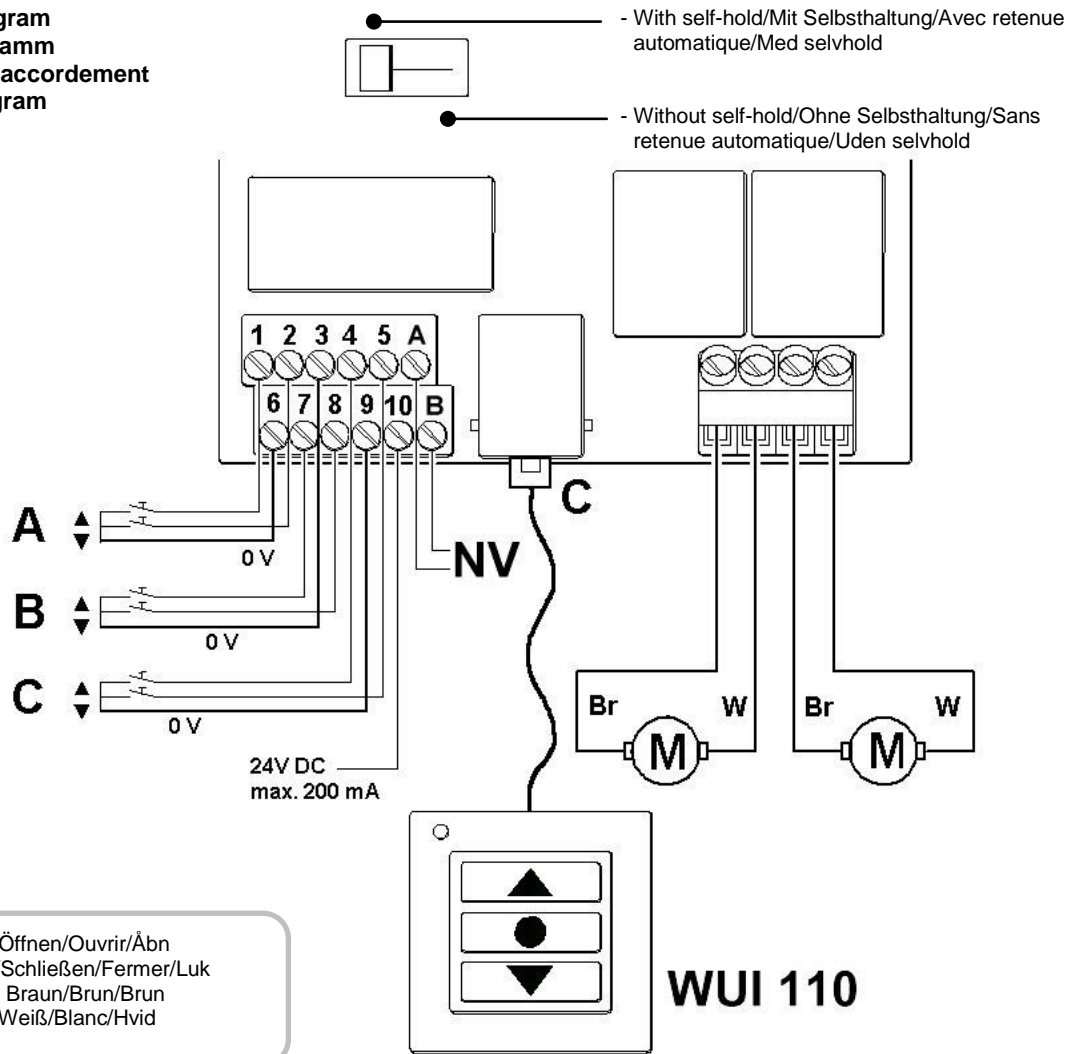 gram
amm
accordement
gram
- With self-hold/Mit Selbsthaltung/Avec retenue
automatique/Med selvhold
- Without self-hold/Ohne Selbsthaltung/Sans
retenue automatique/Uden selvhold
1 2 3 4 5 A
6 7 8 9 10 B
C
A
0 V
NV
B
0 V
C
0 V
24V DC
max. 200 mA
Br W Br W
M M
Öffnen/Ouvrir/Åbn
/Schließen/Fermer/Luk
Braun/Brun/Brun
Weiß/Blanc/Hvid
WUI 110